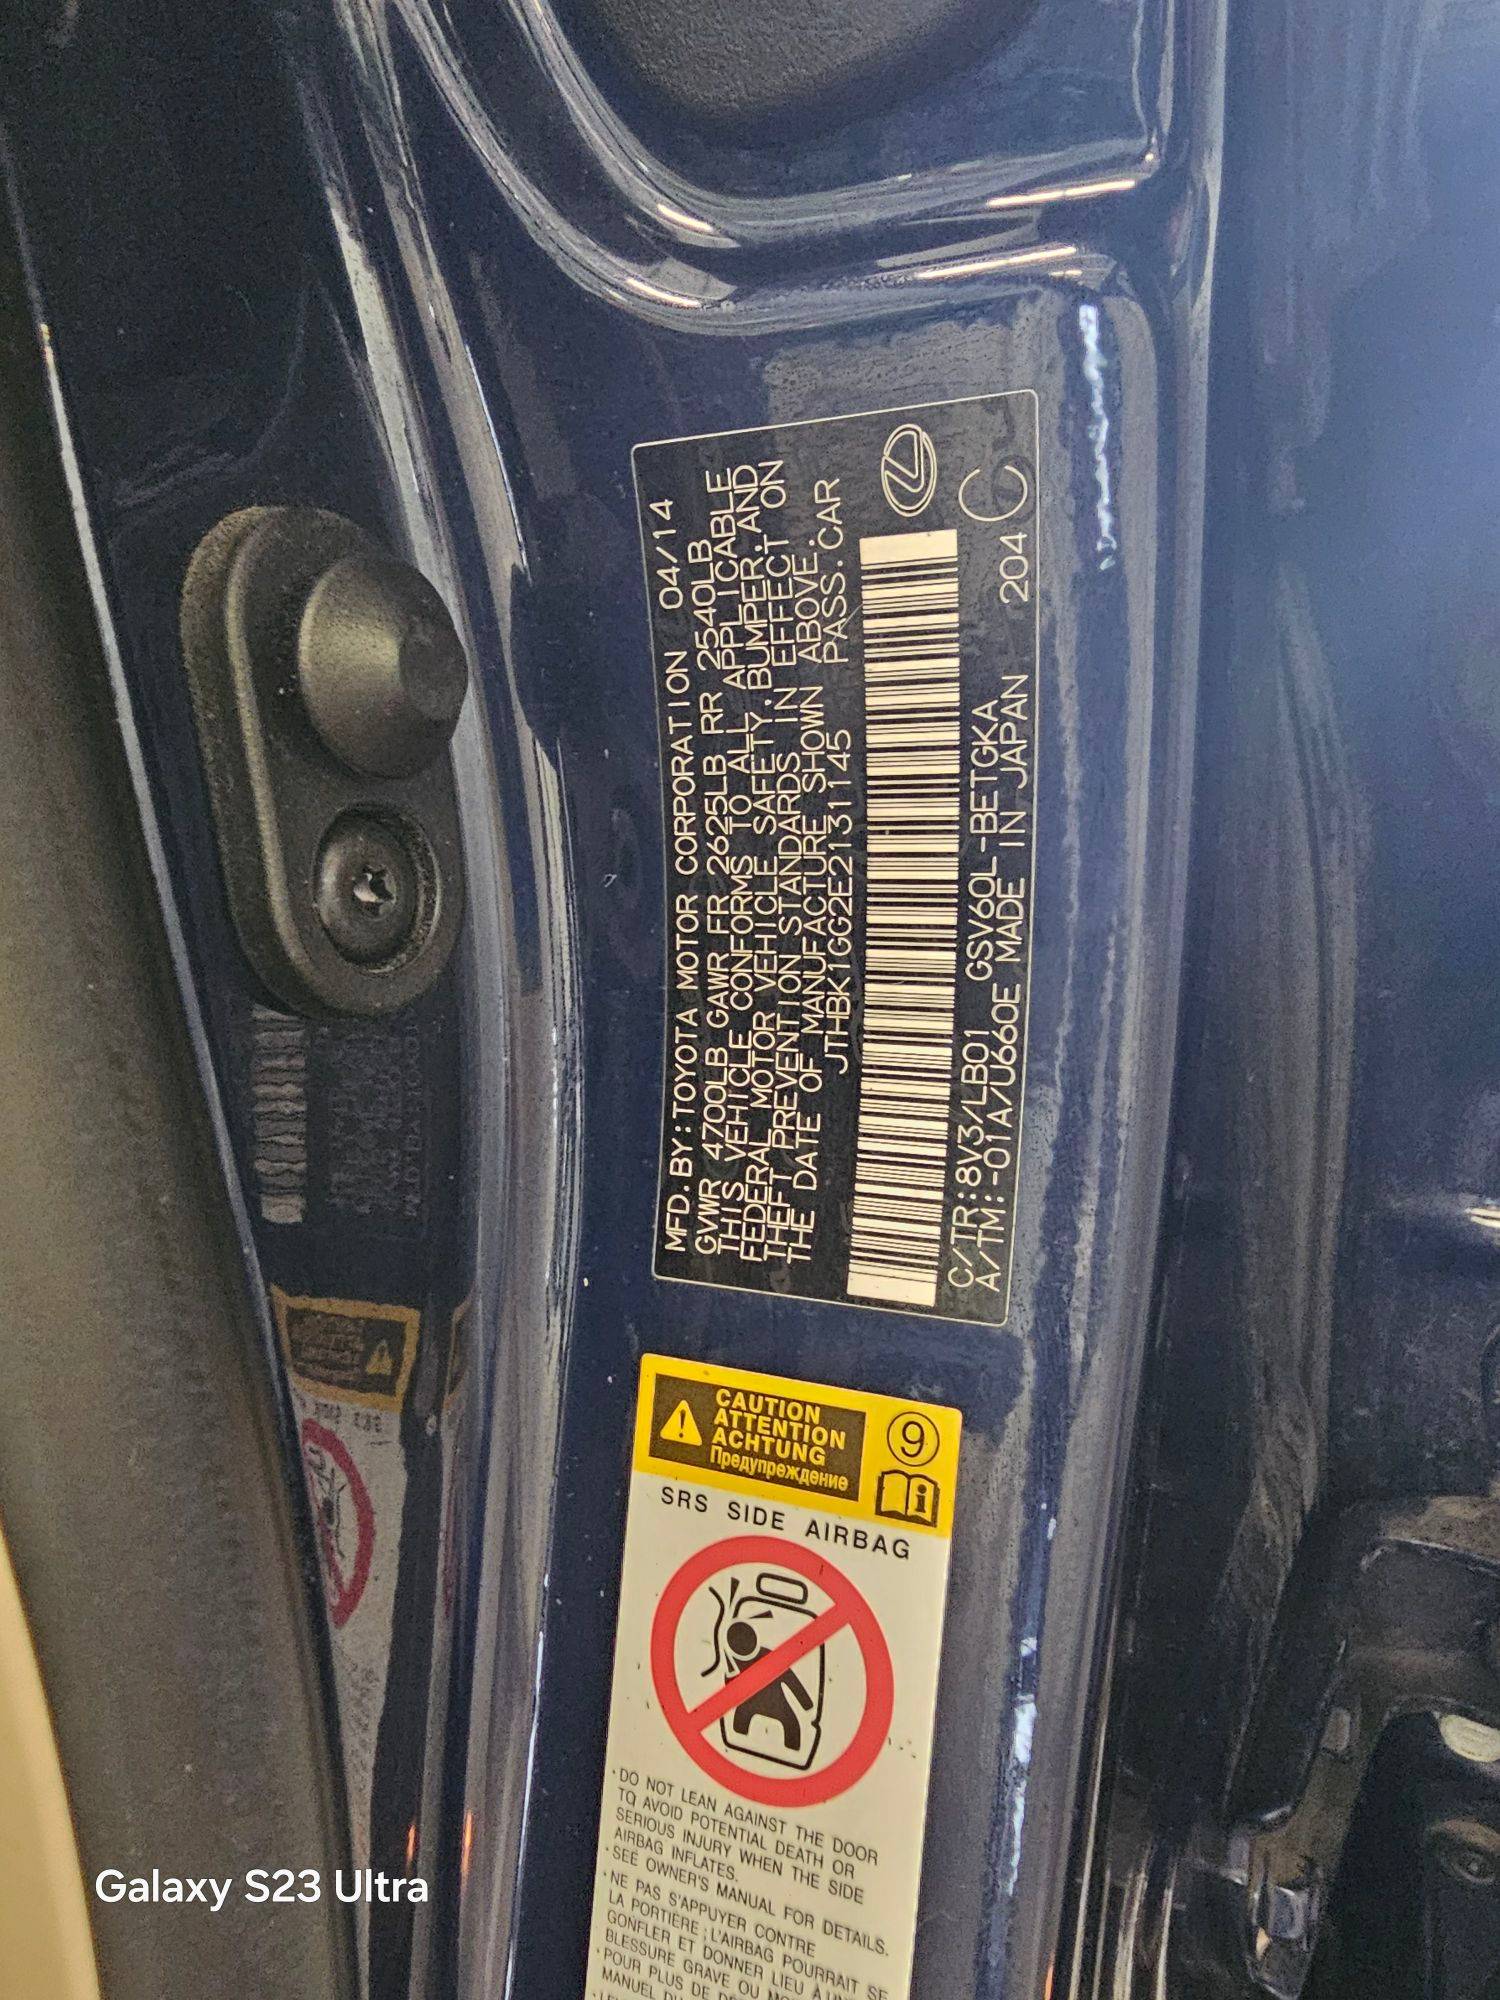 MFD.BY:TOYOTA MOTOR CORPORATION 04/14
GVWR 4700LB GAWR FR 2625LB RR 2540LB
THIS VEHICLE CONFORMS TO ALL APPLICABLE
FEDERAL MOTOR VEHICLE SAFETY, BUMPER, AND
THEFT PREVENTION STANDARDS IN EFFECT ON
THE DATE OF MANUFACTURE SHOWN ABOVE.
JTHBK1GG2E2131145 PASS.CAR
C/TR:8V3/LB01 GSV60L-BETGKA
A/TM:-01A/U660E MADE IN JAPAN 204 C
CAUTION
ATTENTION
ACHTUNG
Предупреждение
9
i
SRS SIDE AIRBAG
·DO NOT LEAN AGAINST THE DOOR
TO AVOID POTENTIAL DEATH OR
SERIOUS INJURY WHEN THE SIDE
AIRBAG INFLATES.
·SEE OWNER'S MANUAL FOR DETAILS.
·NE PAS S'APPUYER CONTRE
LA PORTIÈRE ; L'AIRBAG POURRAIT SE
GONFLER ET DONNER LIEU À UNE
BLESSURE GRAVE OU
·POUR PLUS DE
MANUEL
Galaxy S23 Ultra